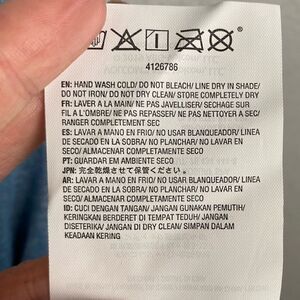 4126786
EN: HAND WASH COLD/ DO NOT BLEACH/ LINE DRY IN SHADE/
DO NOT IRON/ DO NOT DRY CLEAN/ STORE COMPLETELY DRY
FR: LAVER A LA MAIN/ NE PAS JAVELLISER/ SECHAGE SUR
FIL A L'OMBRE/ NE PAS REPASSER/ NE PAS NETTOYER A SEC/
RANGER COMPLETEMENT SEC
ES: LAVAR A MANO EN FRIO/ NO USAR BLANQUEADOR/ LINEA
DE SECADO EN LA SOBRA/ NO PLANCHAR/ NO LAVAR EN
SECO/ ALMACENAR COMPLETAMENTE SECO
PT: GUARDAR EM AMBIENTE SECO
JPN: 完全乾燥させて保管ください。
AR: LAVAR A MANO EN FRIO/ NO USAR BLANQUEADOR/ LINEA
DE SECADO EN LA SOBRA/ NO PLANCHAR/ NO LAVAR EN
SECO/ ALMACENAR COMPLETAMENTE SECO
ID: CUCI DENGAN TANGAN/ JANGAN GUNAKAN PEMUTIH/
KERINGKAN BERDERET DI TEMPAT TEDUH/ JANGAN
DISETERIKA/ JANGAN DI DRY CLEAN/ SIMPAN DALAM
KEADAAN KERING